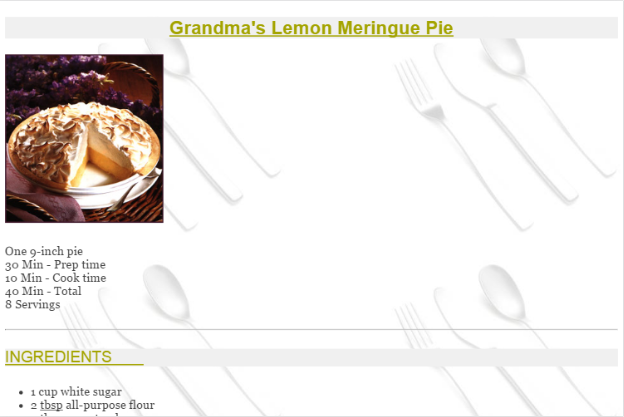 Grandma's Lemon Meringue Pie
One 9-inch pie
30 Min - Prep time
10 Min - Cook time
40 Min - Total
8 Servings
INGREDIENTS
1 cup white sugar
2 tbsp all-purpose flour